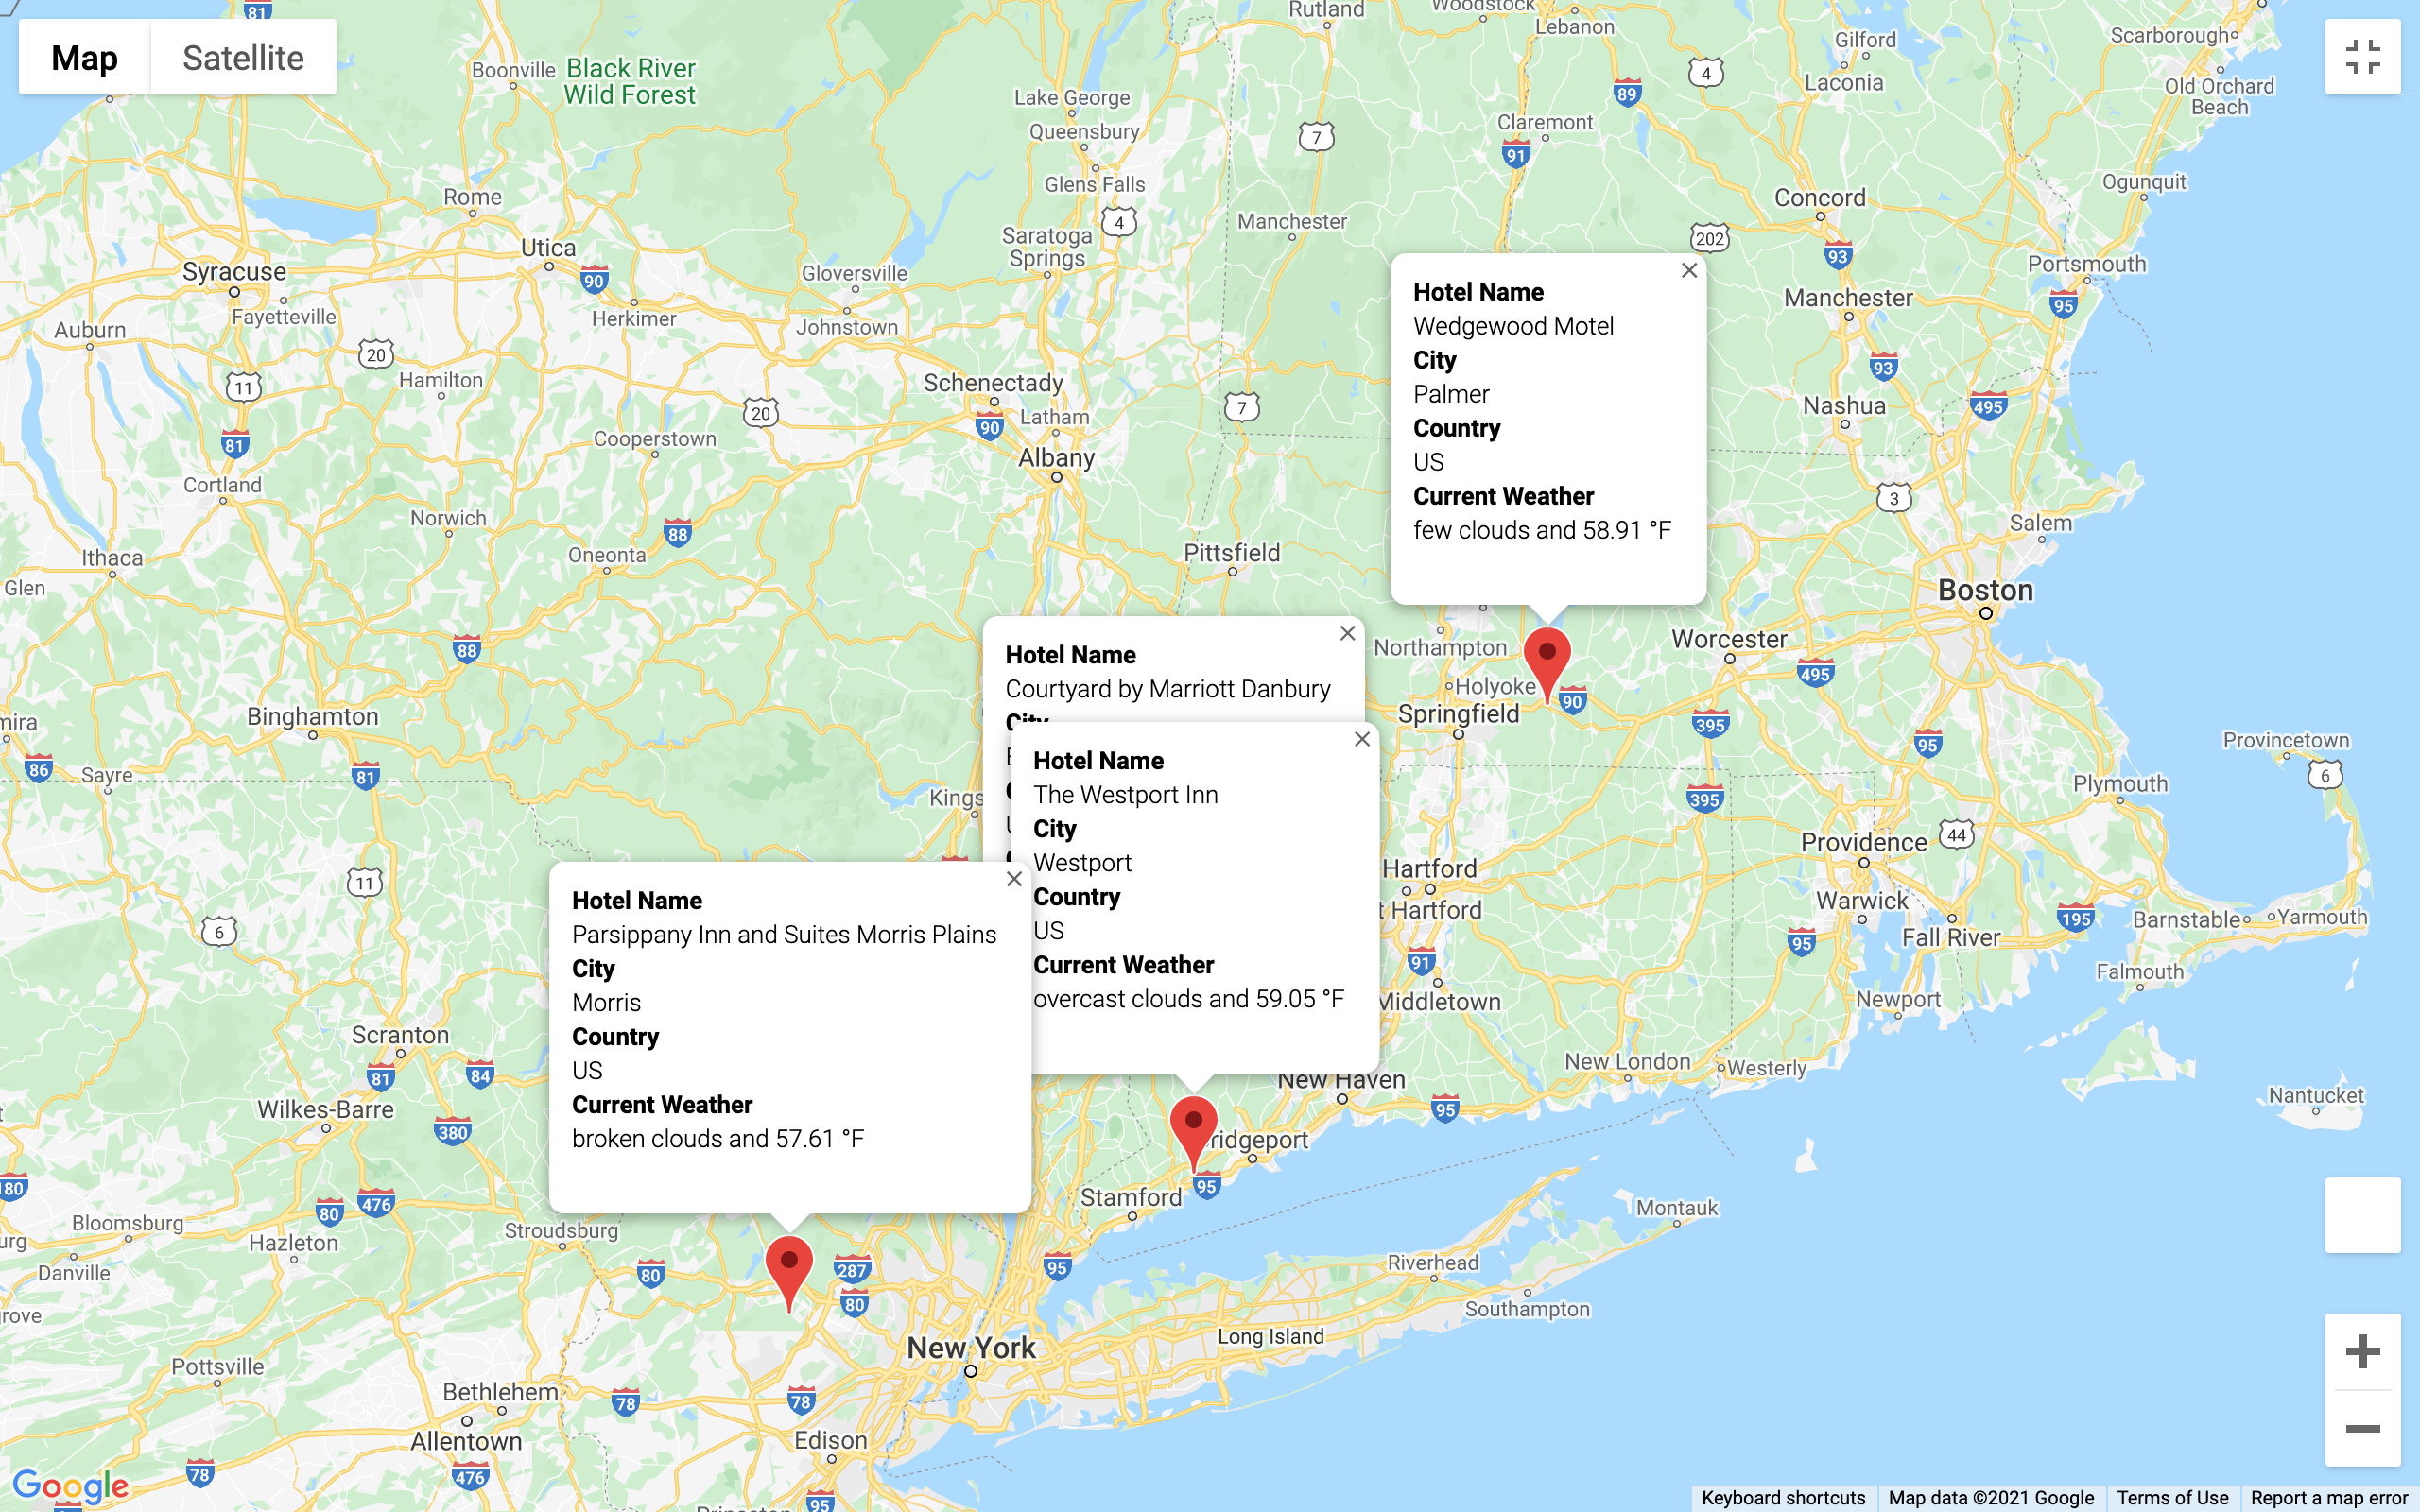 Map
Satellite
81
Boonville
Black River
Wild Forest
Rutland
Woodstock
Lebanon
Gilford
Laconia
Scarborough
Old Orchard
Beach
4
89
Lake George
Queensbury
Claremont
7
91
Glens Falls
Ogunquit
Rome
Concord
4
Manchester
Utica
Saratoga
Springs
202
93
Syracuse
90
Gloversville
Portsmouth
Fayetteville
Herkimer
Johnstown
Manchester
95
Auburn
20
Hamilton
11
Schenectady
93
Nashua
495
20
7
Latham
90
81
Cooperstown
Albany
Cortland
Norwich
88
3
Salem
Ithaca
Oneonta
Pittsfield
Glen
Boston
Hotel Name
Wedgewood Motel
City
Palmer
Country
US
Current Weather
few clouds and 58.91 °F
88
Northampton
Worcester
Holyoke
90
495
Springfield
395
Binghamton
Hotel Name
Courtyard by Marriott Danbury
City
Hotel Name
The Westport Inn
City
Westport
Country
US
Current Weather
overcast clouds and 59.05 °F
86
Sayre
81
95
Provincetown
6
395
Plymouth
Kings
Providence
44
11
Hartford
t Hartford
Warwick
195
Barnstable
Yarmouth
6
95
Fall River
91
Falmouth
Middletown
Newport
Hotel Name
Parsippany Inn and Suites Morris Plains
City
Morris
Country
US
Current Weather
broken clouds and 57.61 °F
Scranton
81
84
New London
Westerly
New Haven
95
Nantucket
Wilkes-Barre
380
ridgeport
95
Stamford
80
476
Bloomsburg
Hazleton
Stroudsburg
Montauk
Danville
80
287
95
Riverhead
80
Southampton
Long Island
New York
Pottsville
Bethlehem
78
78
Allentown
Edison
476
78
95
Google
Keyboard shortcuts
Map data ©2021 Google
Terms of Use
Report a map error